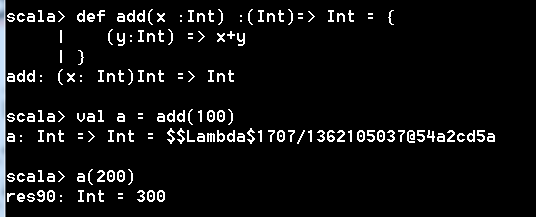 scala> def add(x :Int) :(Int)=> Int = {
     |     (y:Int) => x+y
     | }
add: (x: Int)Int => Int
scala> val a = add(100)
a: Int => Int = $$Lambda$1707/1362105037@54a2cd5a
scala> a(200)
res90: Int = 300